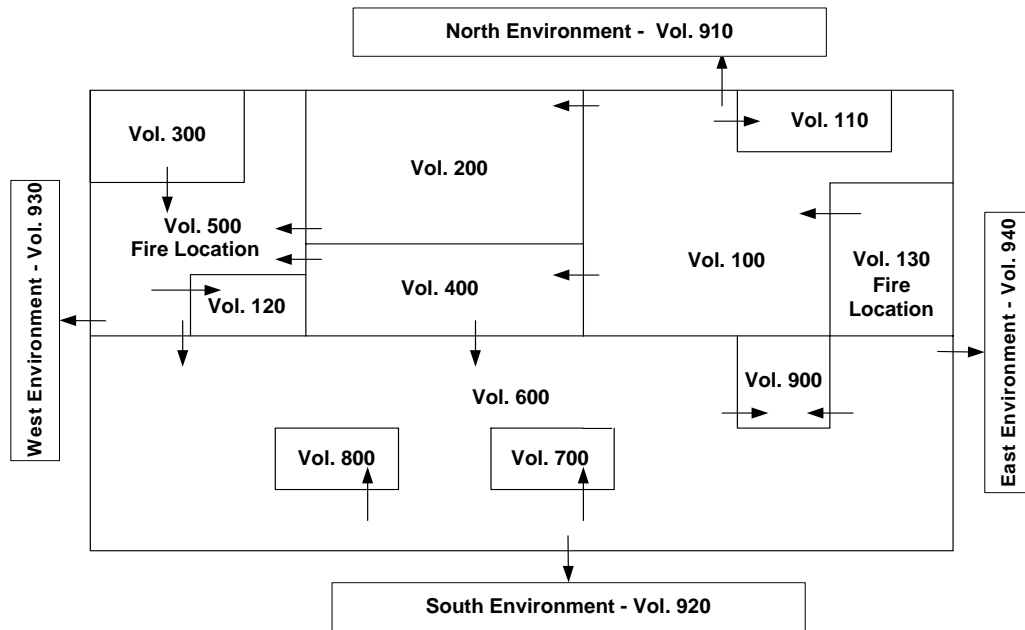 North Environment -  Vol. 910
Vol. 300
Vol. 110
Vol. 200
Vol. 500
Fire Location
Vol. 100
Vol. 130
Fire
Location
Vol. 400
Vol. 120
West Environment - Vol. 930
East Environment - Vol. 940
Vol. 900
Vol. 600
Vol. 800
Vol. 700
South Environment - Vol. 920